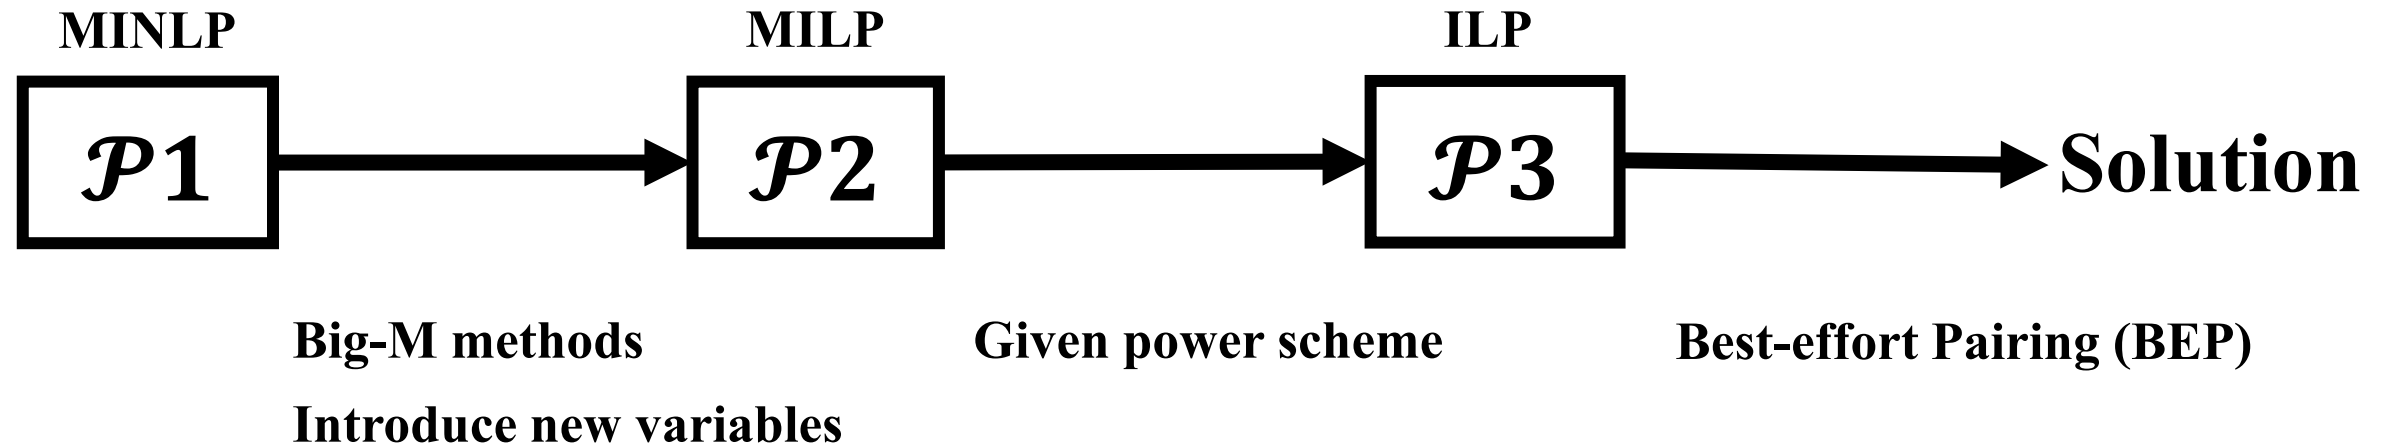 MINLP
MILP
ILP
𝒫1
𝒫2
𝒫3
Solution
Big-M methods
Given power scheme
Best-effort Pairing (BEP)
Introduce new variables